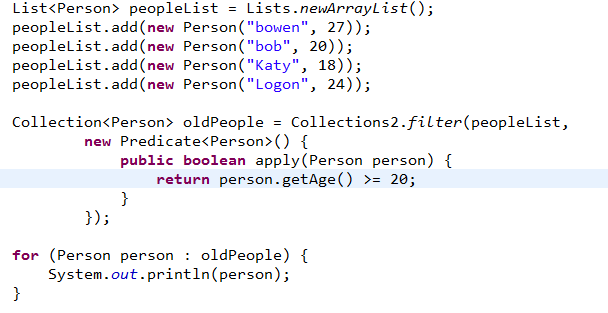 List<Person> peopleList = Lists.newArrayList();
peopleList.add(new Person("bowen", 27));
peopleList.add(new Person("bob", 20));
peopleList.add(new Person("Katy", 18));
peopleList.add(new Person("Logon", 24));

Collection<Person> oldPeople = Collections2.filter(peopleList,
        new Predicate<Person>() {
            public boolean apply(Person person) {
                return person.getAge() >= 20;
            }
        });

for (Person person : oldPeople) {
    System.out.println(person);
}